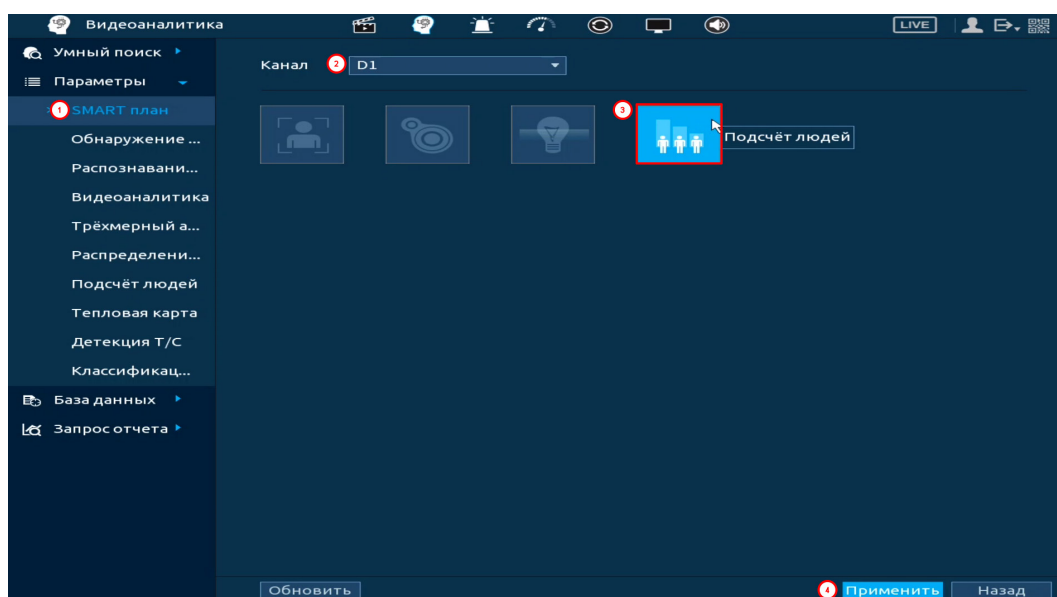 Видеоаналитика LIVE
Умный поиск
Канал 2 D1
Параметры
1 SMART план
3
Обнаружение ...
Подсчёт людей
Распознавани...
Видеоаналитика
Трёхмерный а...
Распределени...
Подсчёт людей
Тепловая карта
Детекция Т/С
Классификац...
База данных
Запрос отчета
Обновить 4 Применить Назад